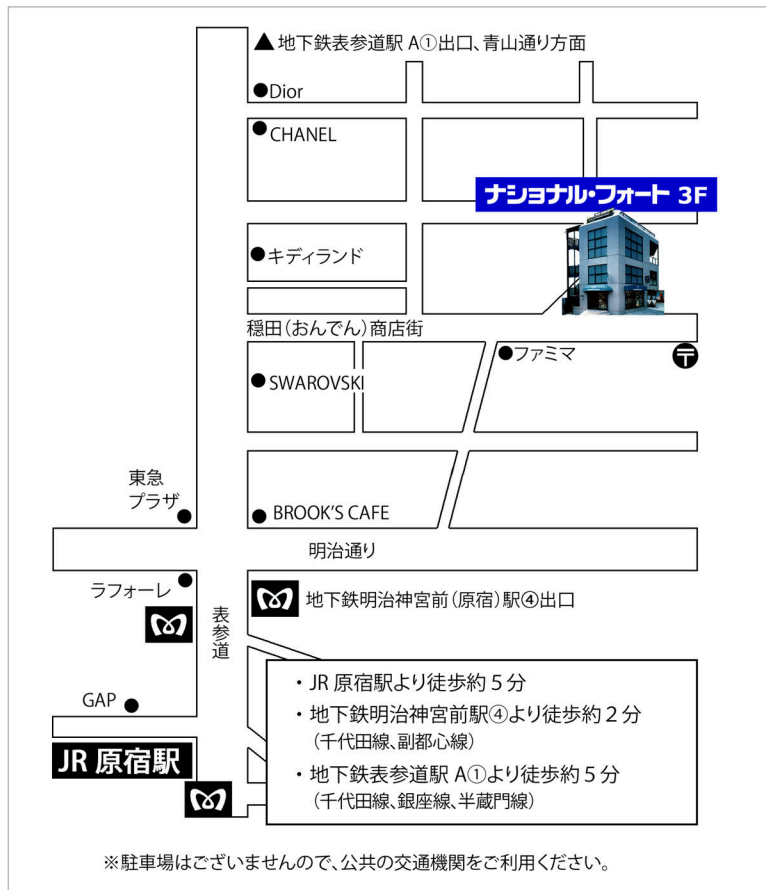 ▲ 地下鉄表参道駅 A①出口、青山通り方面
●Dior
●CHANEL
ナショナル・フォート 3F
●キディランド
穏田(おんでん)商店街
●ファミマ
〒
●SWAROVSKI
東急
プラザ
●BROOK'S CAFE
明治通り
ラフォーレ
地下鉄明治神宮前(原宿)駅④出口
表参道
GAP ●
JR 原宿駅
・JR 原宿駅より徒歩約 5 分
・地下鉄明治神宮前駅④より徒歩約 2 分
(千代田線、副都心線)
・地下鉄表参道駅 A①より徒歩約 5 分
(千代田線、銀座線、半蔵門線)
※駐車場はございませんので、公共の交通機関をご利用ください。